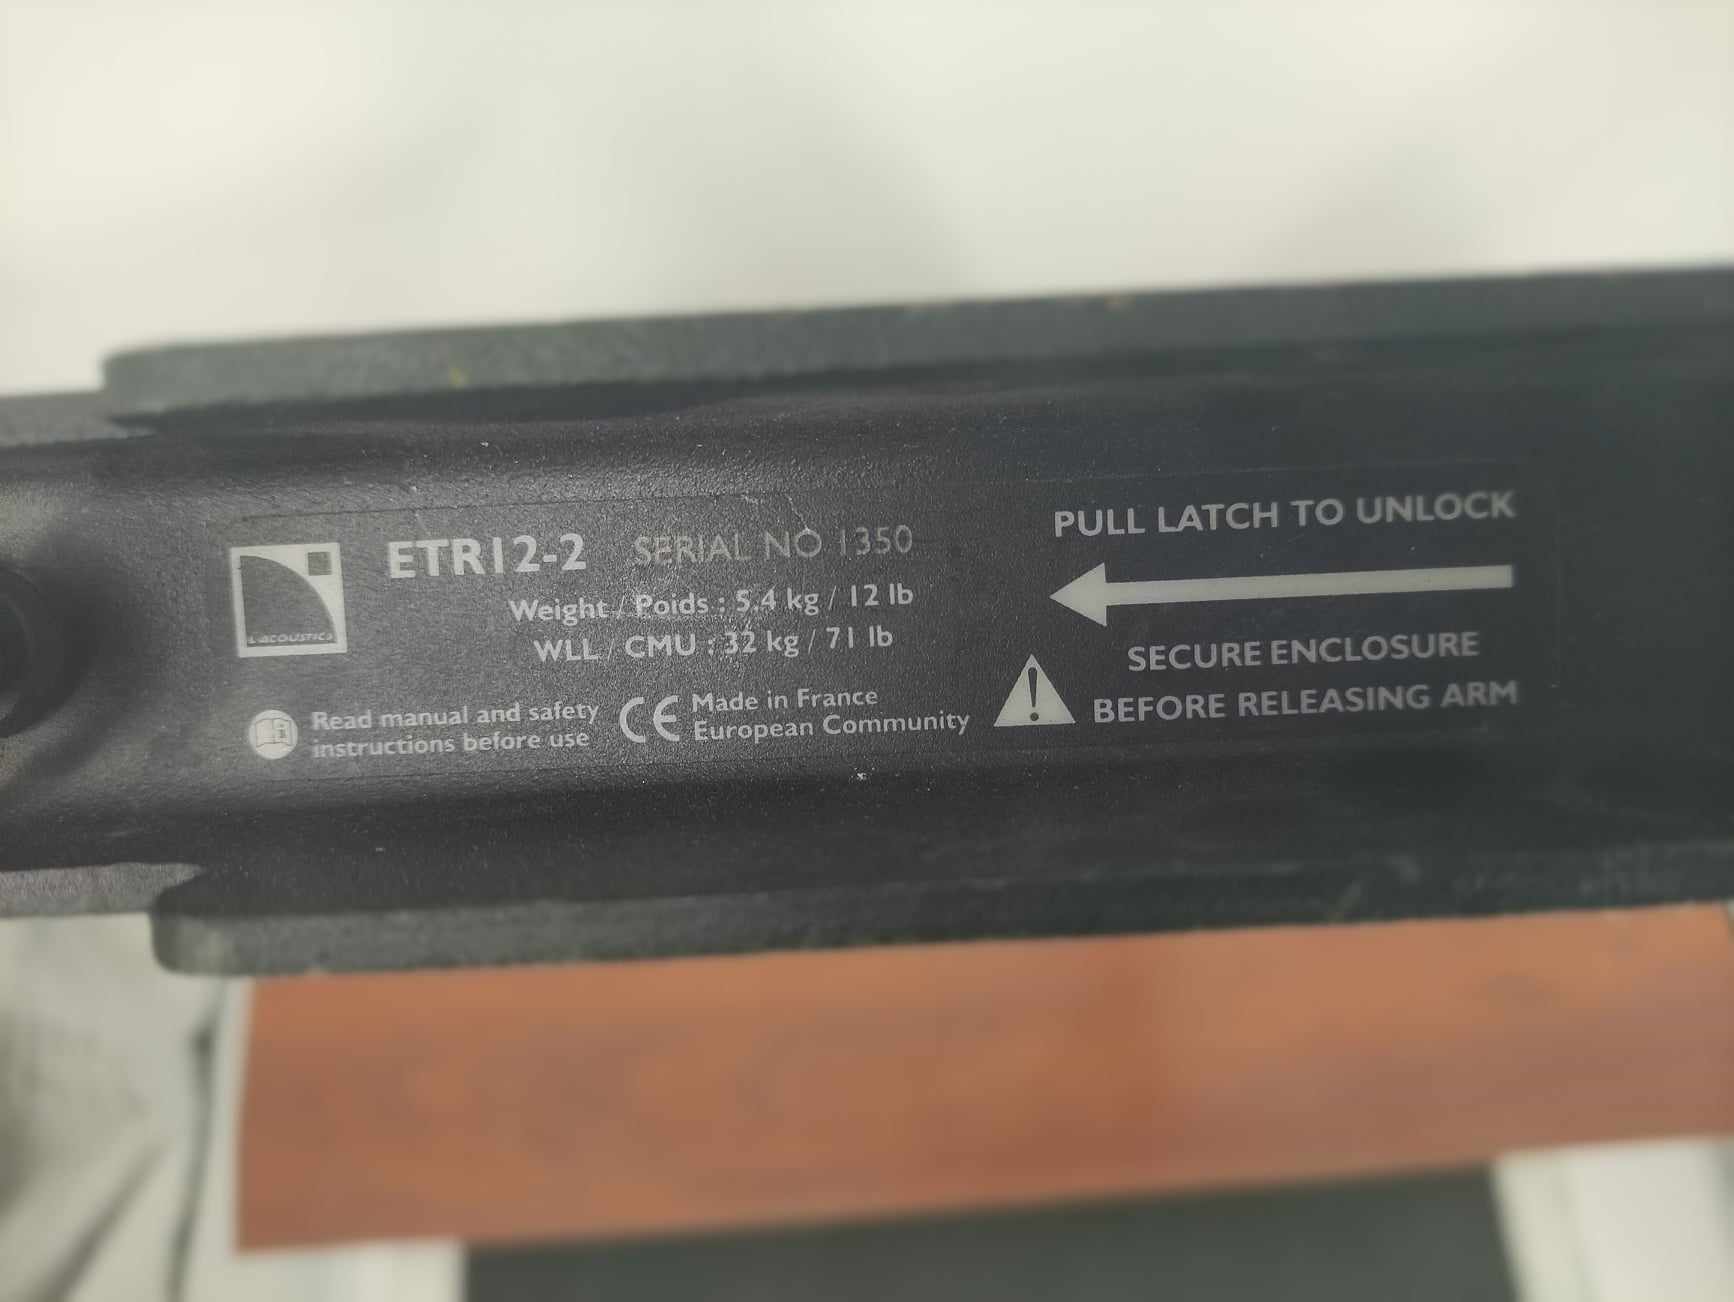 L-ACOUSTICS
ETR12-2 SERIAL NO 1350
Weight / Poids : 5.4 kg / 12 lb
WLL / CMU : 32 kg / 71 lb
Read manual and safety
instructions before use
CE
Made in France
European Community
PULL LATCH TO UNLOCK
SECURE ENCLOSURE
BEFORE RELEASING ARM